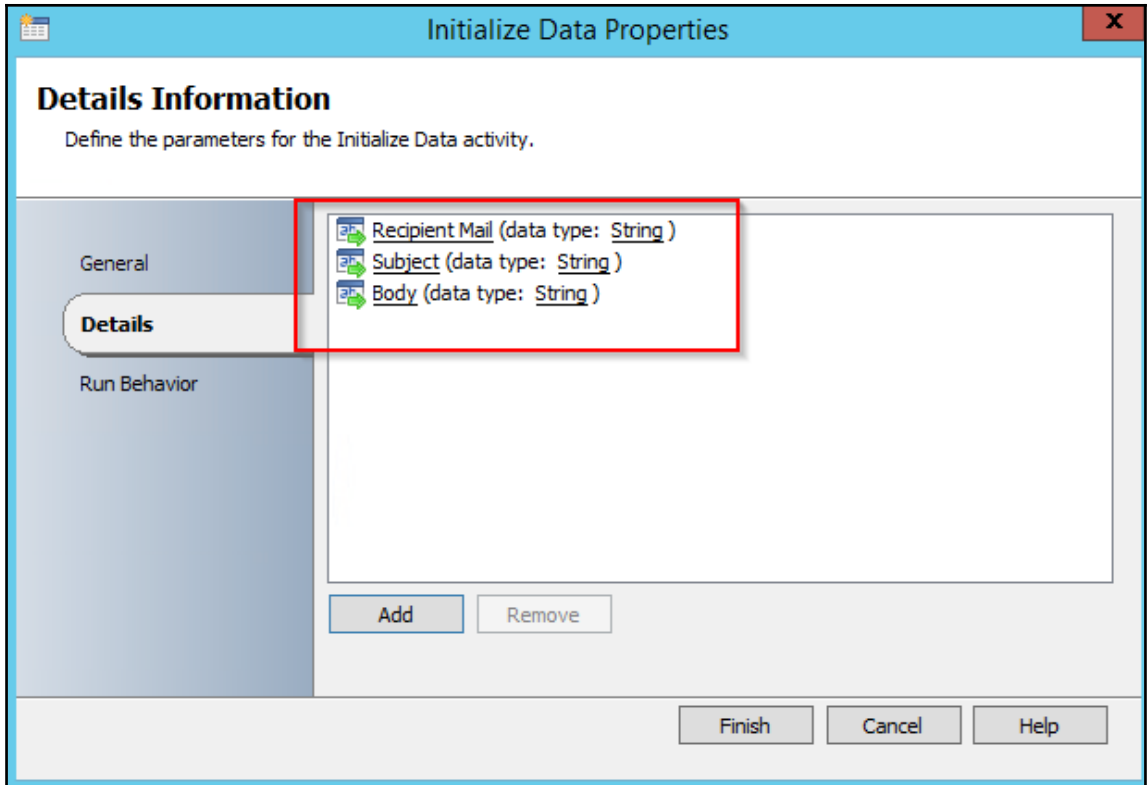 Initialize Data Properties
x
Details Information
Define the parameters for the Initialize Data activity.
General
Details
Run Behavior
Recipient Mail (data type: String )
Subject (data type: String )
Body (data type: String )
Add
Remove
Finish
Cancel
Help